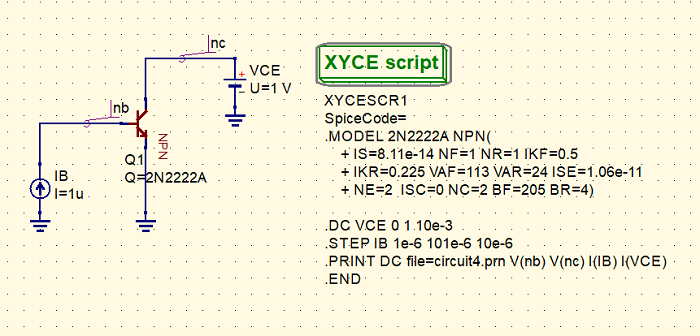 nc
VCE
U=1 V
nb
NPN
IB
I=1u
Q1
Q=2N2222A
XYCE script
XYCESCR1
SpiceCode=
.MODEL 2N2222A NPN(
+ IS=8.11e-14 NF=1 NR=1 IKF=0.5
+ IKR=0.225 VAF=113 VAR=24 ISE=1.06e-11
+ NE=2 ISC=0 NC=2 BF=205 BR=4)
.DC VCE 0 1 10e-3
.STEP IB 1e-6 101e-6 10e-6
.PRINT DC file=circuit4.prn V(nb) V(nc) I(IB) I(VCE)
.END